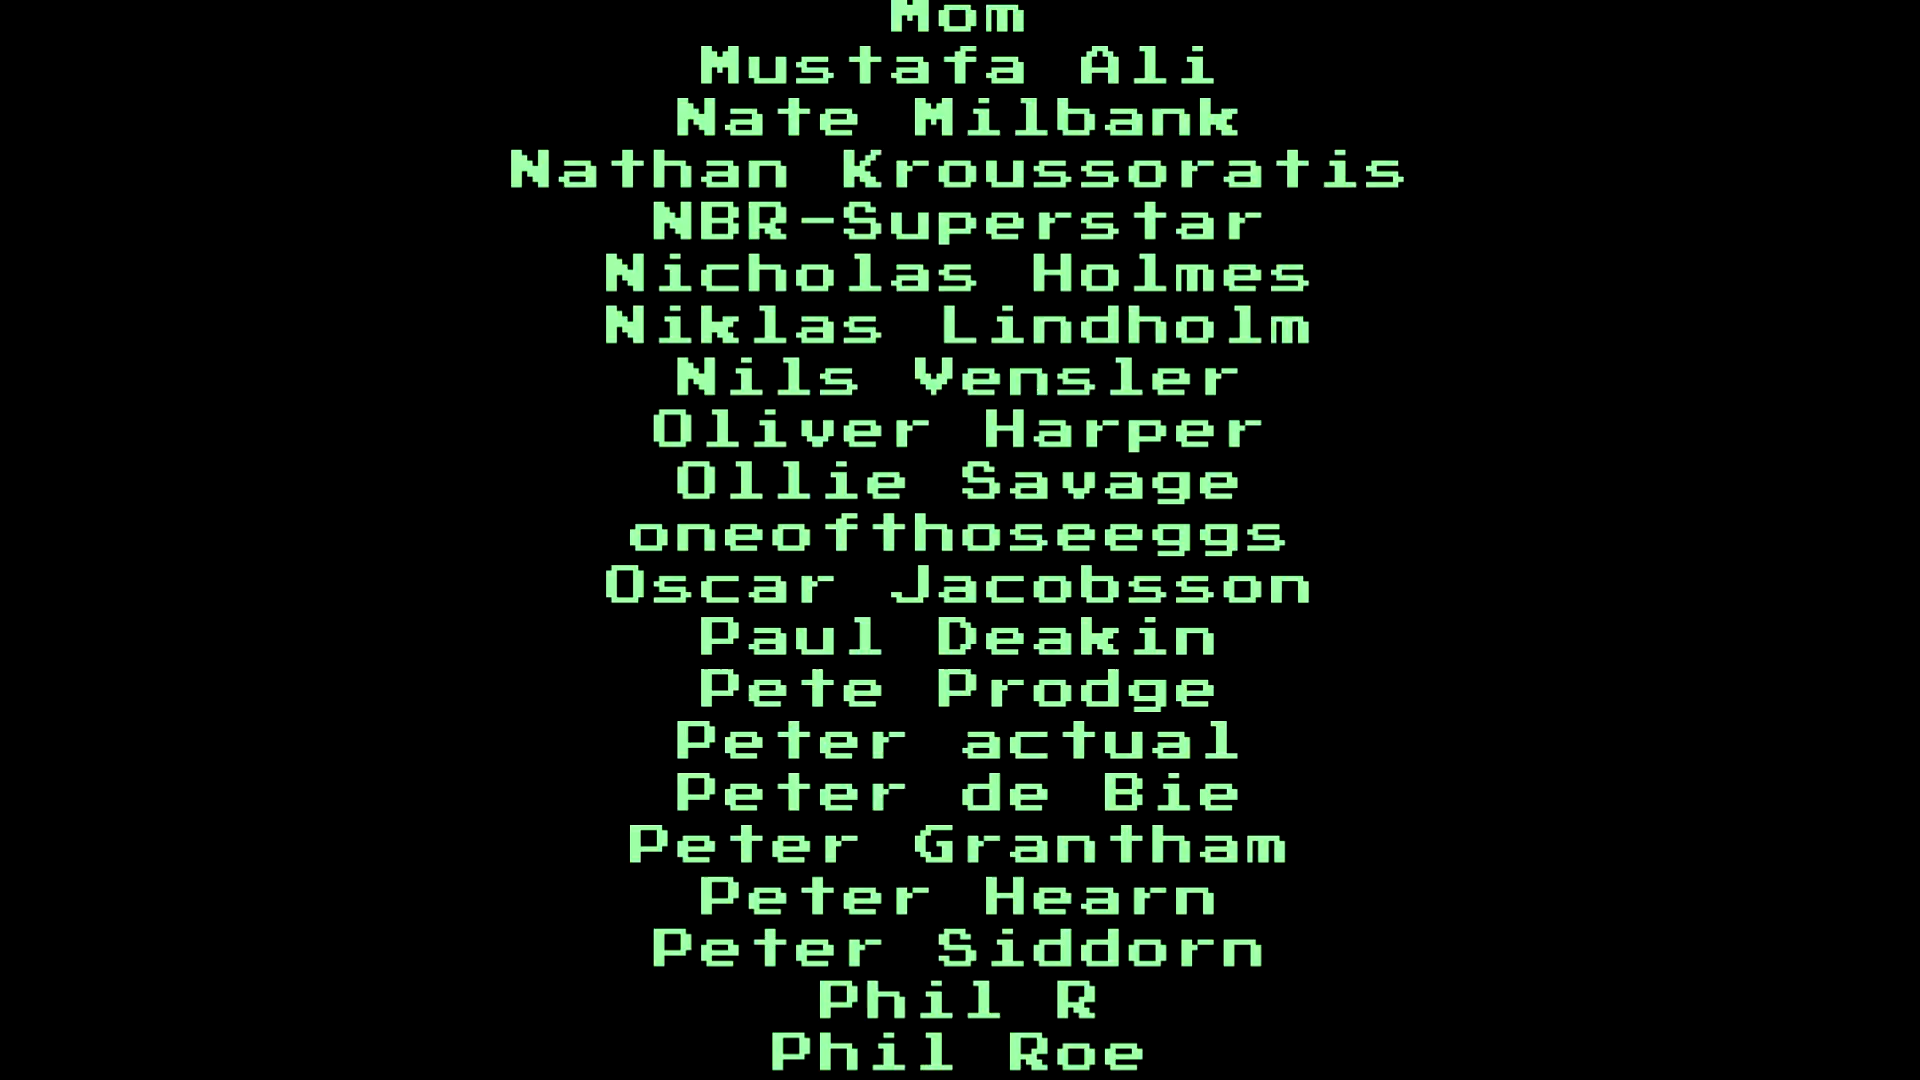 Mom
Mustafa Ali
Nate Milbank
Nathan Kroussoratis
NBR-Superstar
Nicholas Holmes
Niklas Lindholm
Nils Vensler
Oliver Harper
Ollie Savage
oneofthoseeggs
Oscar Jacobsson
Paul Deakin
Pete Prodge
Peter actual
Peter de Bie
Peter Grantham
Peter Hearn
Peter Siddorn
Phil R
Phil Roe